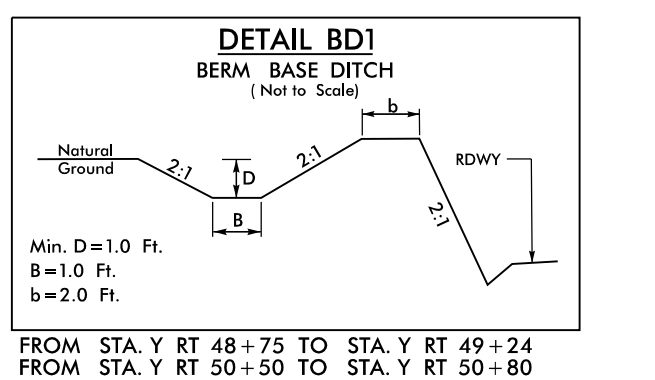 DETAIL BD1
BERM BASE DITCH
(Not to Scale)
b
Natural
Ground
2:1
D
2:1
B
2:1
RDWY
Min. D=1.0 Ft.
B=1.0 Ft.
b=2.0 Ft.
FROM STA. Y RT 48+75 TO STA. Y RT 49+24
FROM STA. Y RT 50+50 TO STA. Y RT 50+80